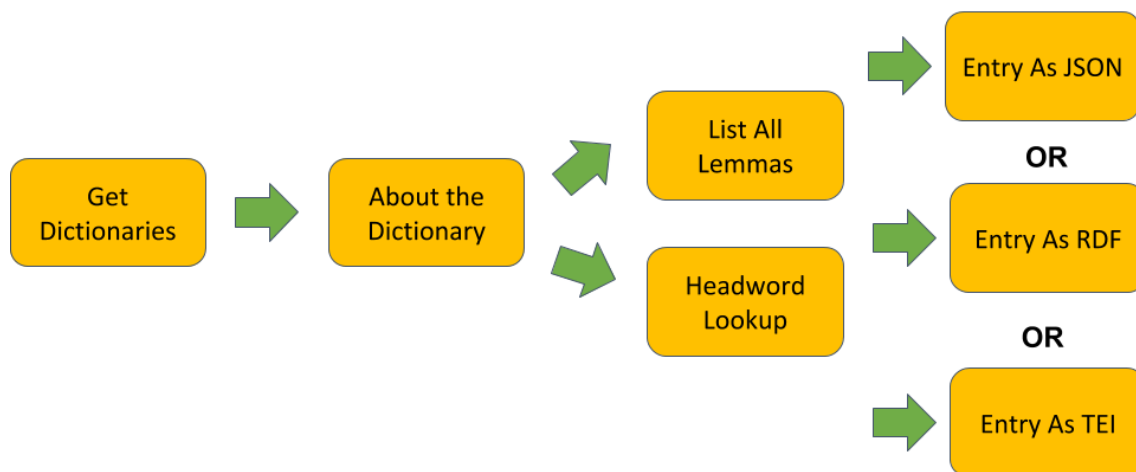 Get
Dictionaries
About the
Dictionary
List All
Lemmas
Headword
Lookup
Entry As JSON
OR
Entry As RDF
OR
Entry As TEI